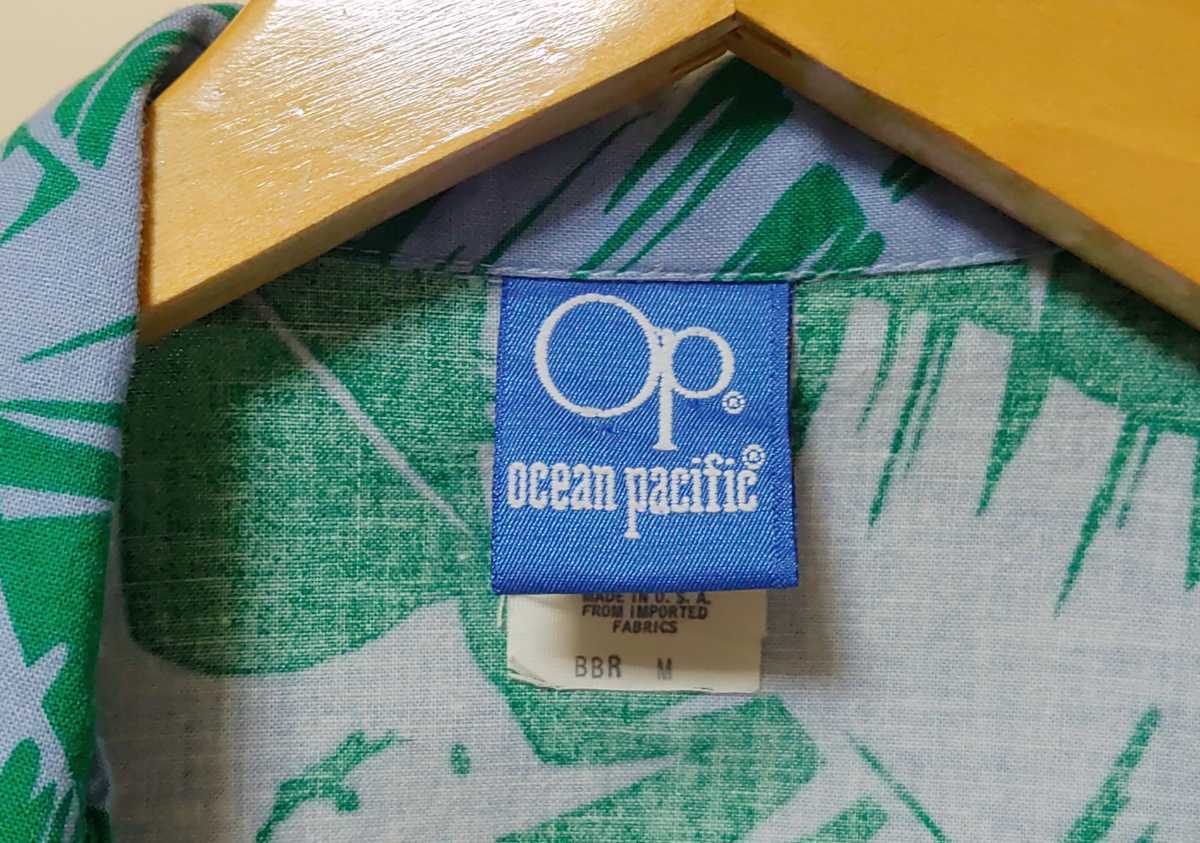 Op®
ocean pacific®
MADE IN U.S.A.
FROM IMPORTED
FABRICS
BBR M